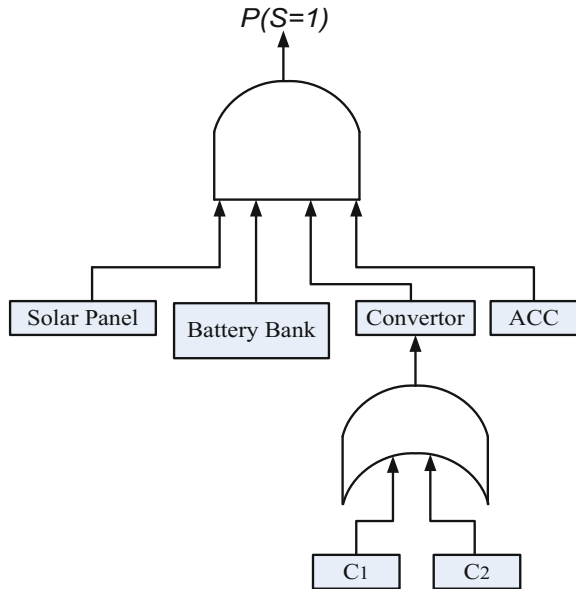 P(S=1)
Solar Panel
Battery Bank
Convertor
ACC
C1
C2